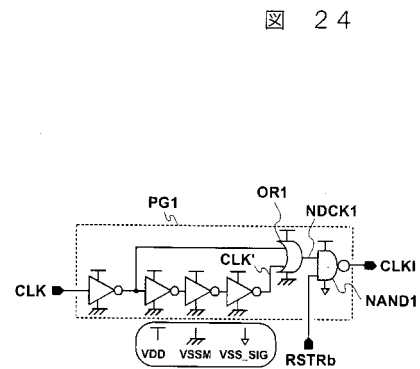 図 24
OR1
PG1
NDCK1
CLK'
CLKI
CLK
NAND1
VDD VSSM VSS_SIG
RSTRb